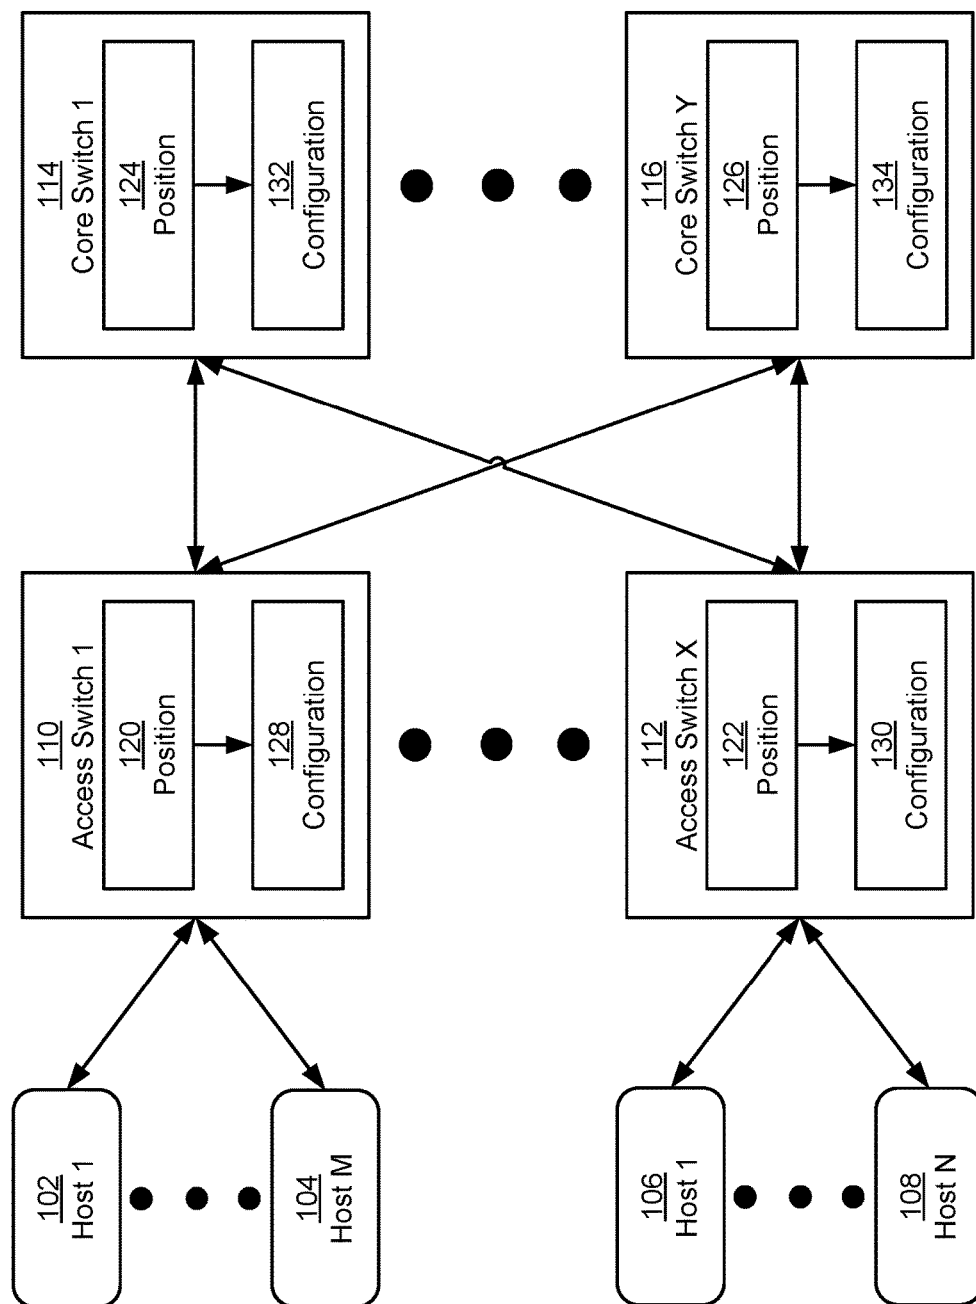 102
Host 1
104
Host M
106
Host 1
108
Host N
110
Access Switch 1
120
Position
128
Configuration
112
Access Switch X
122
Position
130
Configuration
114
Core Switch 1
124
Position
132
Configuration
116
Core Switch Y
126
Position
134
Configuration